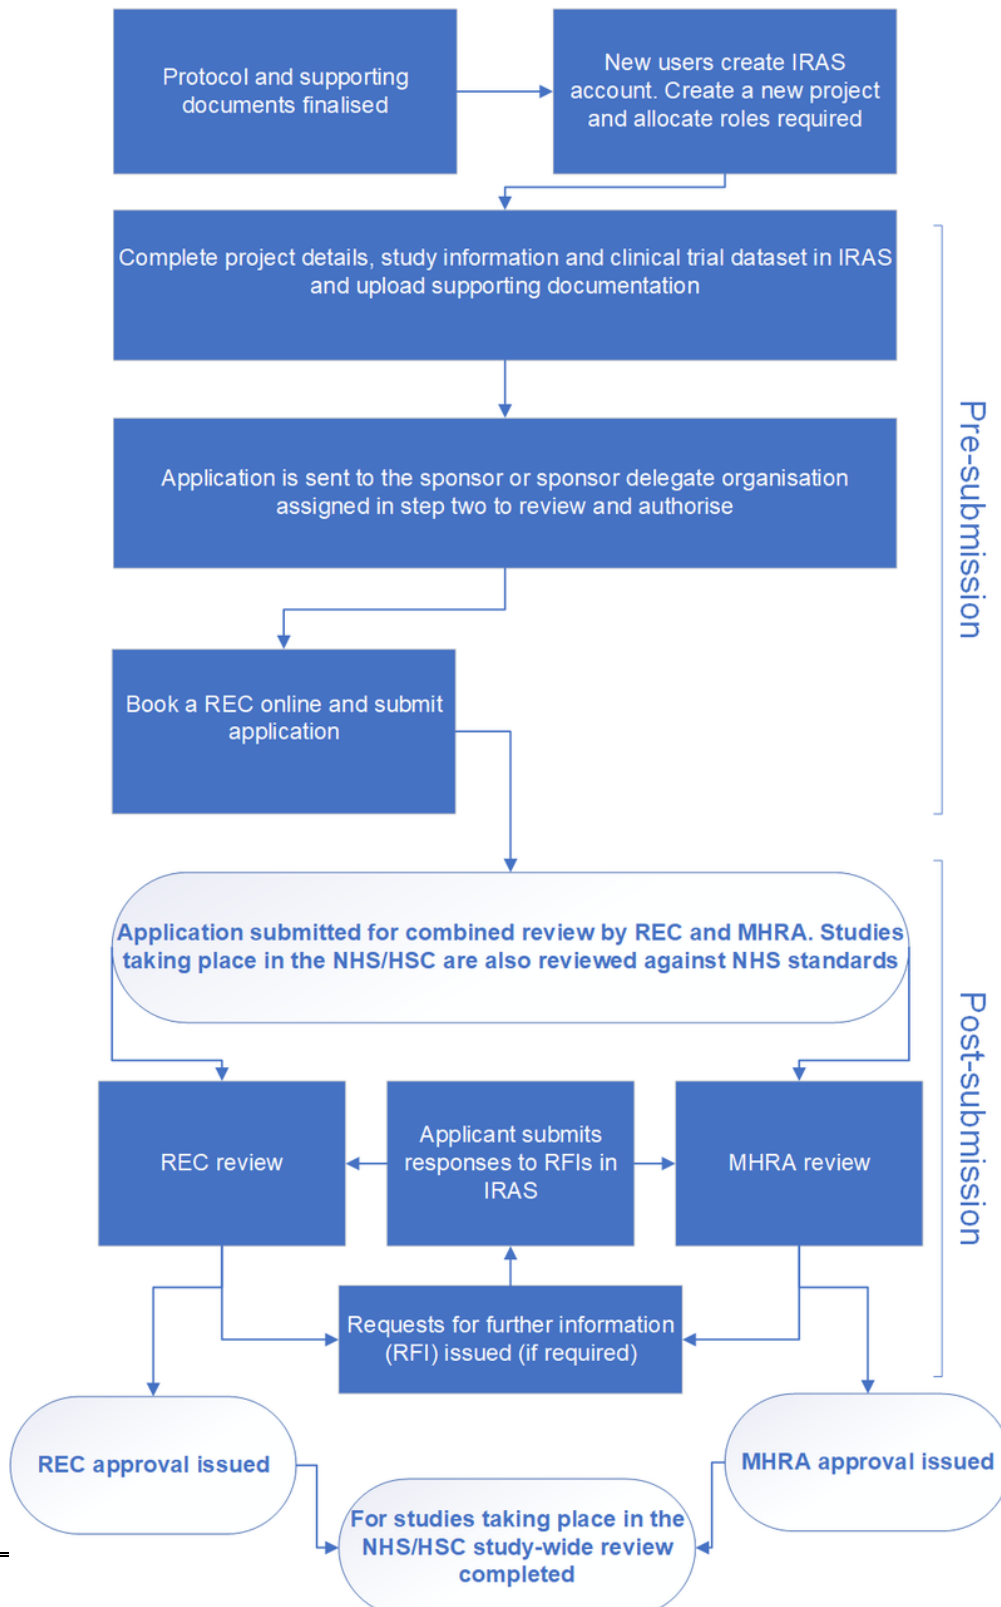 Protocol and supporting
documents finalised
New users create IRAS
account. Create a new project
and allocate roles required
Complete project details, study information and clinical trial dataset in IRAS
and upload supporting documentation
Application is sent to the sponsor or sponsor delegate organisation
assigned in step two to review and authorise
Pre-submission
Book a REC online and submit
application
Application submitted for combined review by REC and MHRA. Studies
taking place in the NHS/HSC are also reviewed against NHS standards
Post-submission
REC review
Applicant submits
responses to RFIs in
IRAS
MHRA review
Requests for further information
(RFI) issued (if required)
REC approval issued
MHRA approval issued
For studies taking place in the
NHS/HSC study-wide review
completed